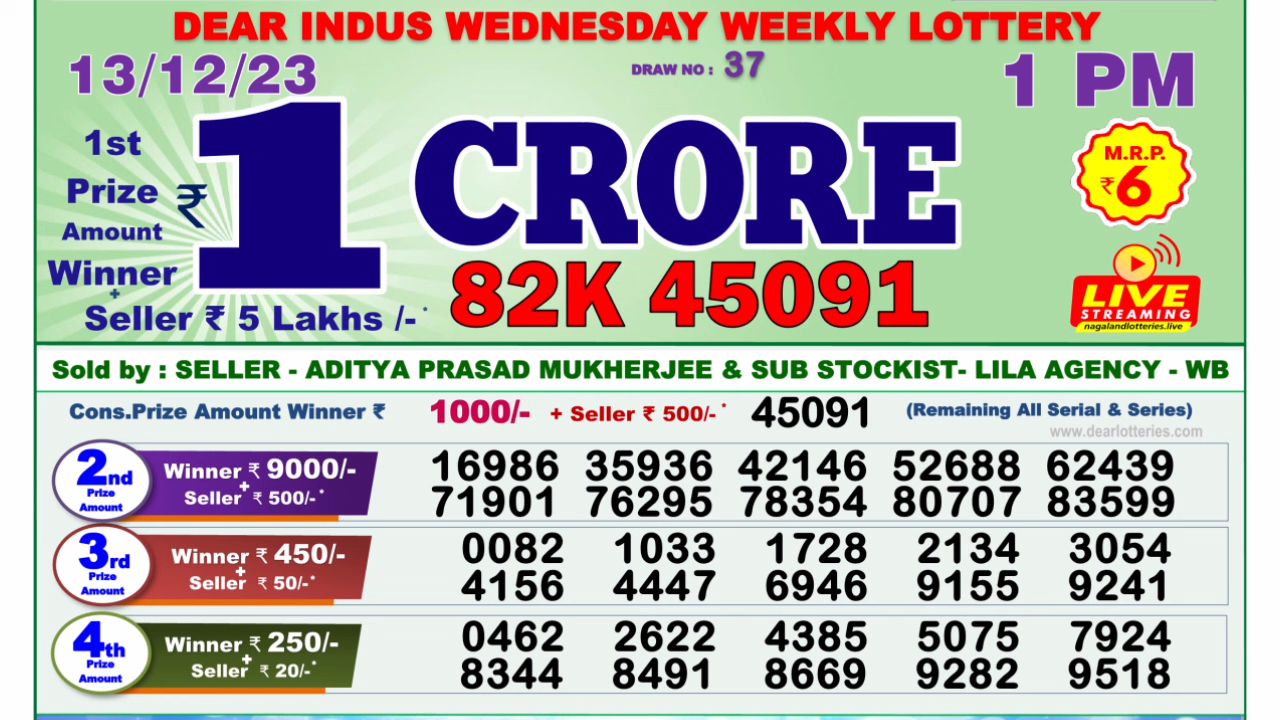 DEAR INDUS WEDNESDAY WEEKLY LOTTERY
13/12/23
DRAW NO : 37
1 PM
1st
Prize
Amount
Winner
+
Seller ₹ 5 Lakhs /-*
₹ 1 CRORE
82K 45091
M.R.P.
₹6
LIVE
STREAMING
nagalandlotteries.live
Sold by : SELLER - ADITYA PRASAD MUKHERJEE & SUB STOCKIST- LILA AGENCY - WB
Cons.Prize Amount Winner ₹ 1000/- + Seller ₹ 500/-* 45091 (Remaining All Serial & Series)
www.dearlotteries.com
2nd
Prize
Amount
Winner ₹ 9000/-
+
Seller ₹ 500/-*
16986 35936 42146 52688 62439
71901 76295 78354 80707 83599
3rd
Prize
Amount
Winner ₹ 450/-
+
Seller ₹ 50/-*
0082 1033 1728 2134 3054
4156 4447 6946 9155 9241
4th
Prize
Amount
Winner ₹ 250/-
+
Seller ₹ 20/-*
0462 2622 4385 5075 7924
8344 8491 8669 9282 9518